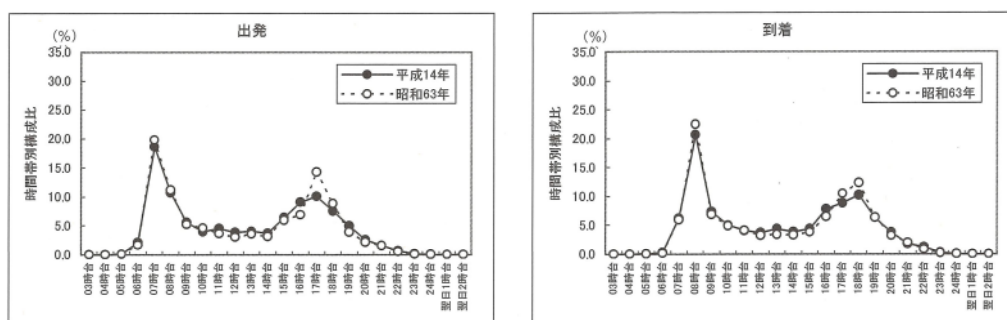 出発
(%)
35.0
30.0
25.0
20.0
15.0
10.0
5.0
0.0
時間帯別構成比
平成14年
昭和63年
03時台
04時台
05時台
06時台
07時台
08時台
09時台
10時台
11時台
12時台
13時台
14時台
15時台
16時台
17時台
18時台
19時台
20時台
21時台
22時台
23時台
24時台
翌日1時台
翌日2時台
到着
(%)
35.0
30.0
25.0
20.0
15.0
10.0
5.0
0.0
時間帯別構成比
平成14年
昭和63年
03時台
04時台
05時台
06時台
07時台
08時台
09時台
10時台
11時台
12時台
13時台
14時台
15時台
16時台
17時台
18時台
19時台
20時台
21時台
22時台
23時台
24時台
翌日1時台
翌日2時台